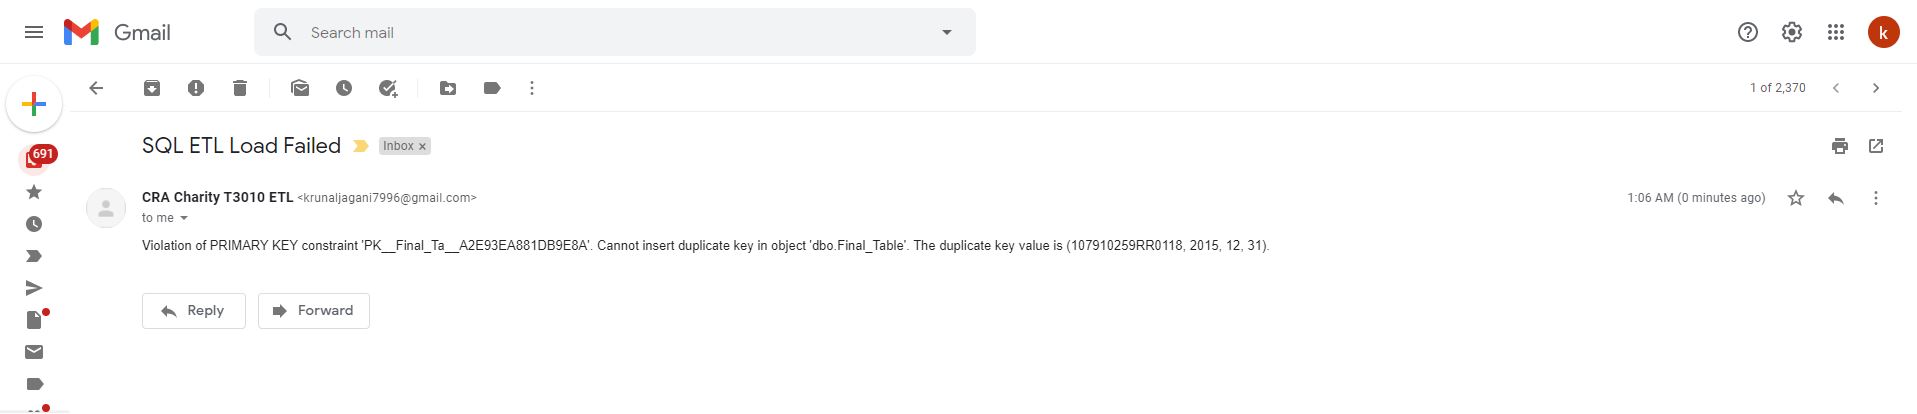 Gmail
Search mail
k
1 of 2,370
691
SQL ETL Load Failed Inbox ×
CRA Charity T3010 ETL <krunaljagani7996@gmail.com> 1:06 AM (0 minutes ago)
to me
Violation of PRIMARY KEY constraint 'PK__Final_Ta__A2E93EA881DB9E8A'. Cannot insert duplicate key in object 'dbo.Final_Table'. The duplicate key value is (107910259RR0118, 2015, 12, 31).
Reply Forward